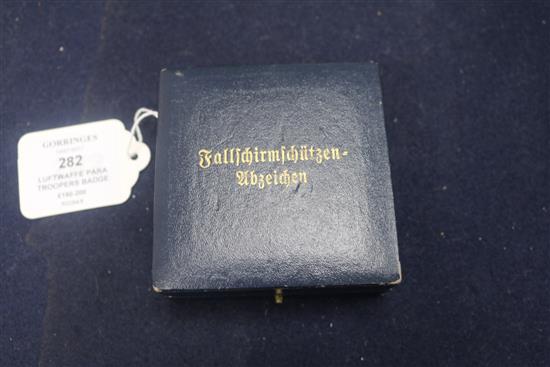 GORRINGES
282
LUFTWAFFE PARA
TROOPERS BADGE
Fallschirmschützen-
Abzeichen